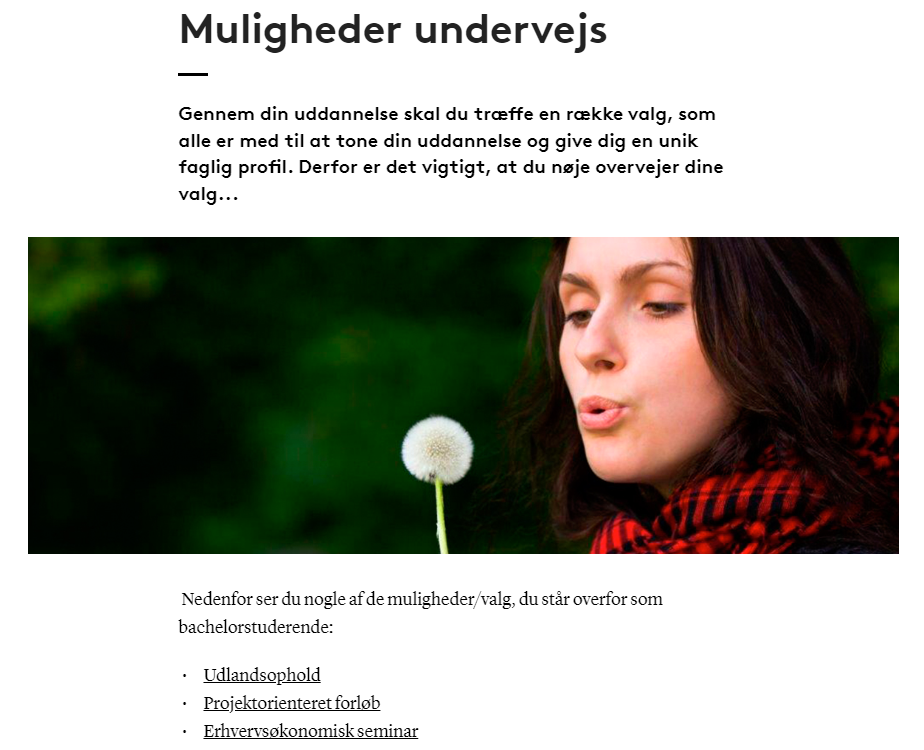 Muligheder undervejs
Gennem din uddannelse skal du træffe en række valg, som
alle er med til at tone din uddannelse og give dig en unik
faglig profil. Derfor er det vigtigt, at du nøje overvejer dine
valg...
Nedenfor ser du nogle af de muligheder/valg, du står overfor som
bachelorstuderende:
• Udlandsophold
• Projektorienteret forløb
• Erhvervsøkonomisk seminar